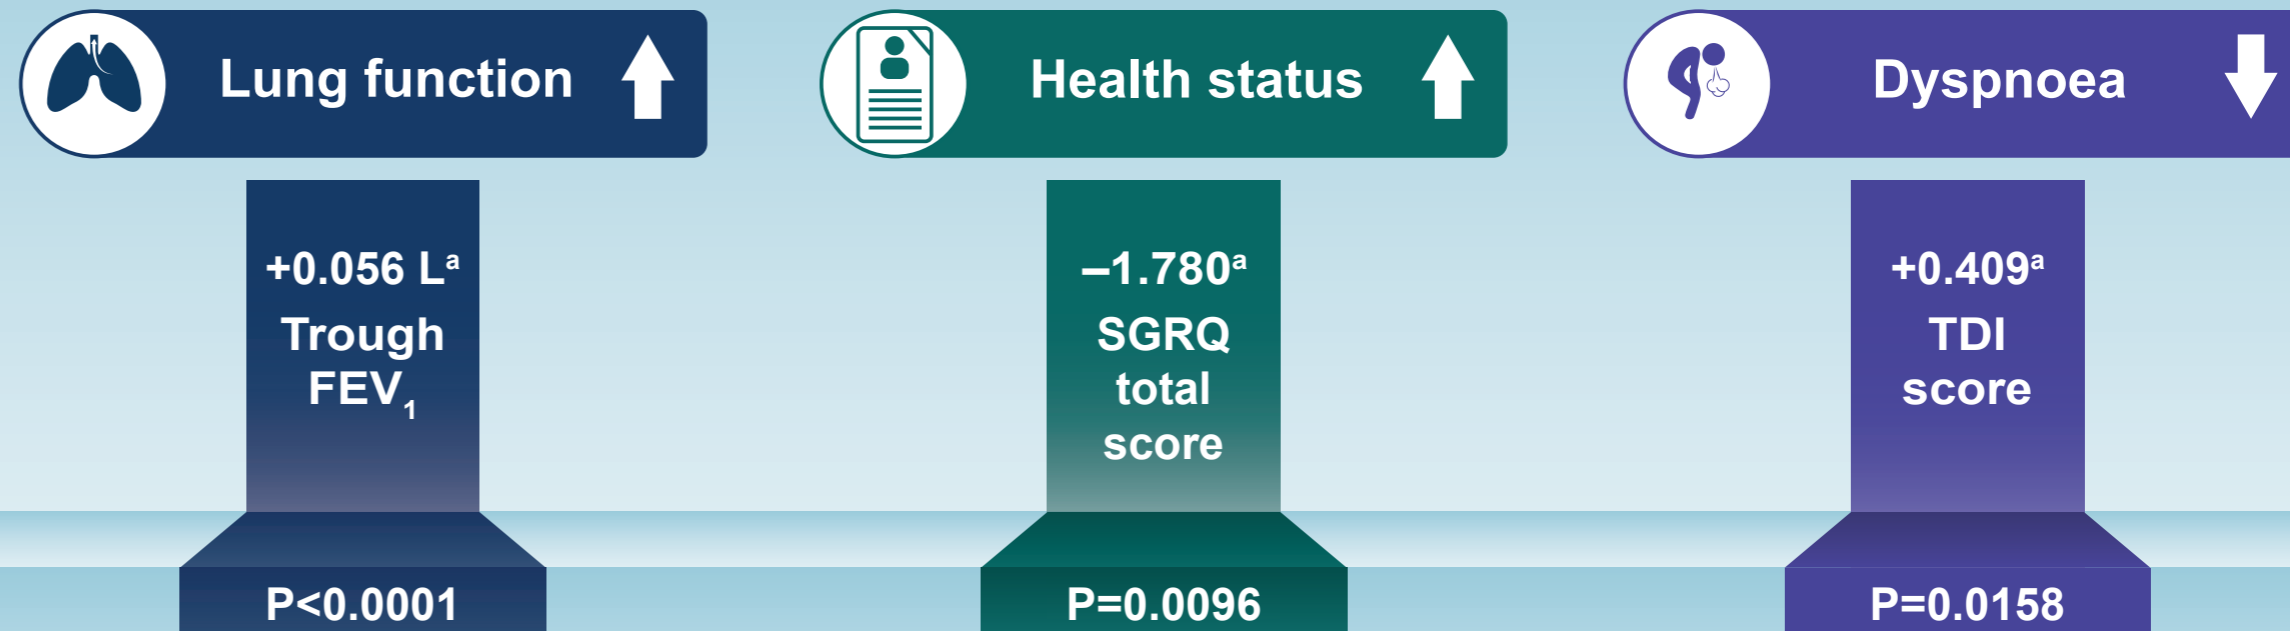 Lung function
+0.056 Lᵃ
Trough
FEV₁
P<0.0001
Health status
–1.780ᵃ
SGRQ
total
score
P=0.0096
Dyspnoea
+0.409ᵃ
TDI
score
P=0.0158